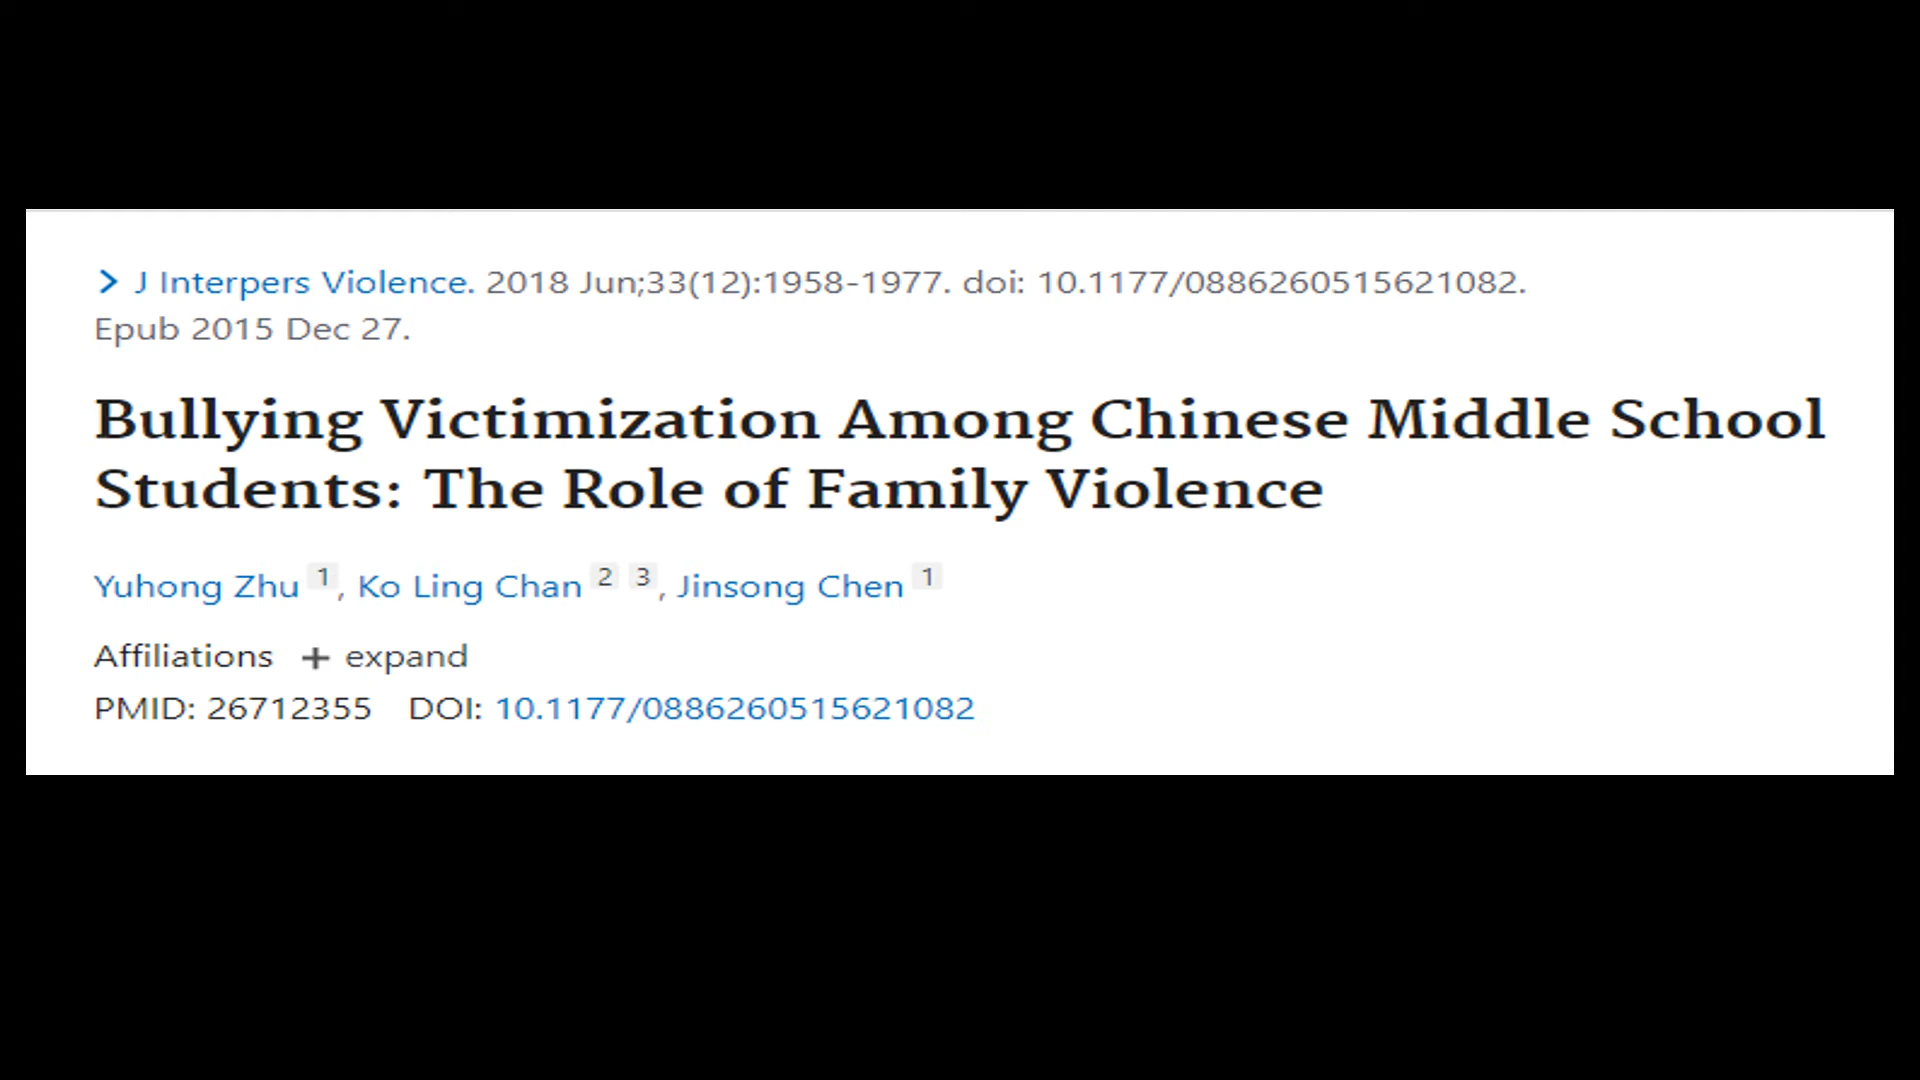 > J Interpers Violence. 2018 Jun;33(12):1958-1977. doi: 10.1177/0886260515621082.
Epub 2015 Dec 27.
Bullying Victimization Among Chinese Middle School
Students: The Role of Family Violence
Yuhong Zhu 1, Ko Ling Chan 2 3, Jinsong Chen 1
Affiliations + expand
PMID: 26712355 DOI: 10.1177/0886260515621082